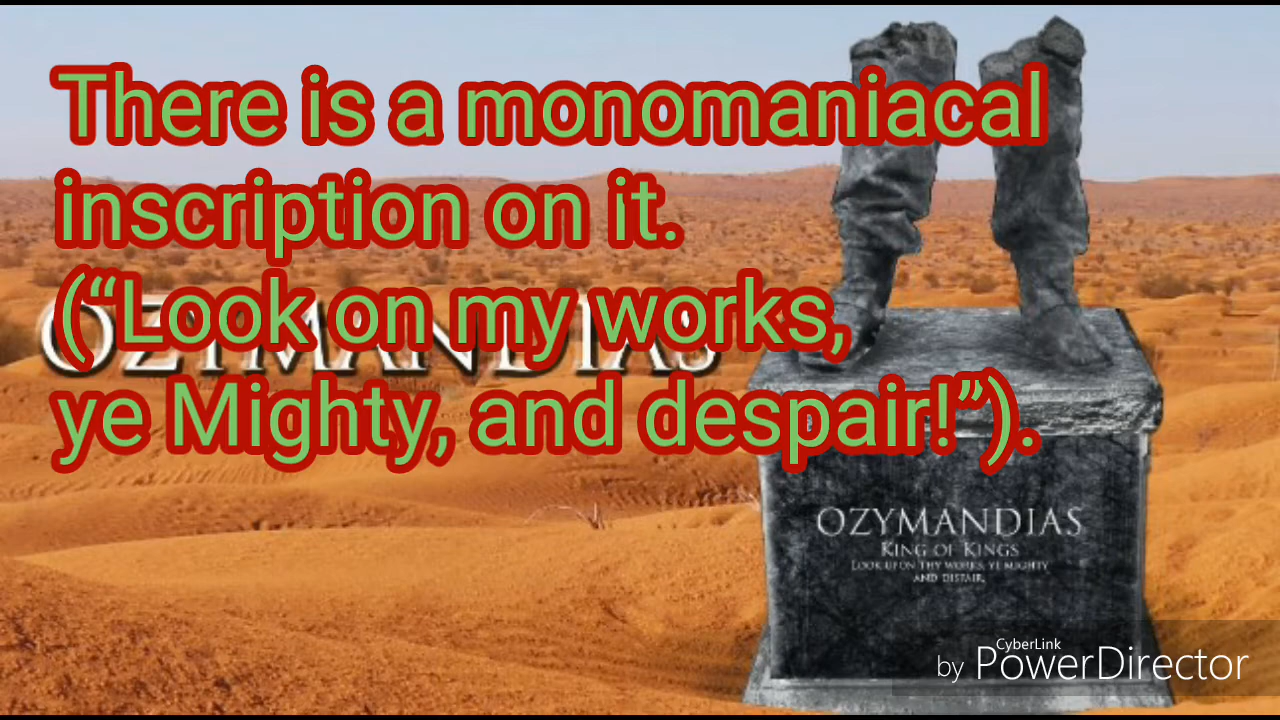 There is a monomaniacal
inscription on it.
(“Look on my works,
ye Mighty, and despair!”).
OZYMANDIAS
OZYMANDIAS
KING OF KINGS
LOOK UPON THY WORKS, YE MIGHTY
AND DISPAIR.
CyberLink
by PowerDirector